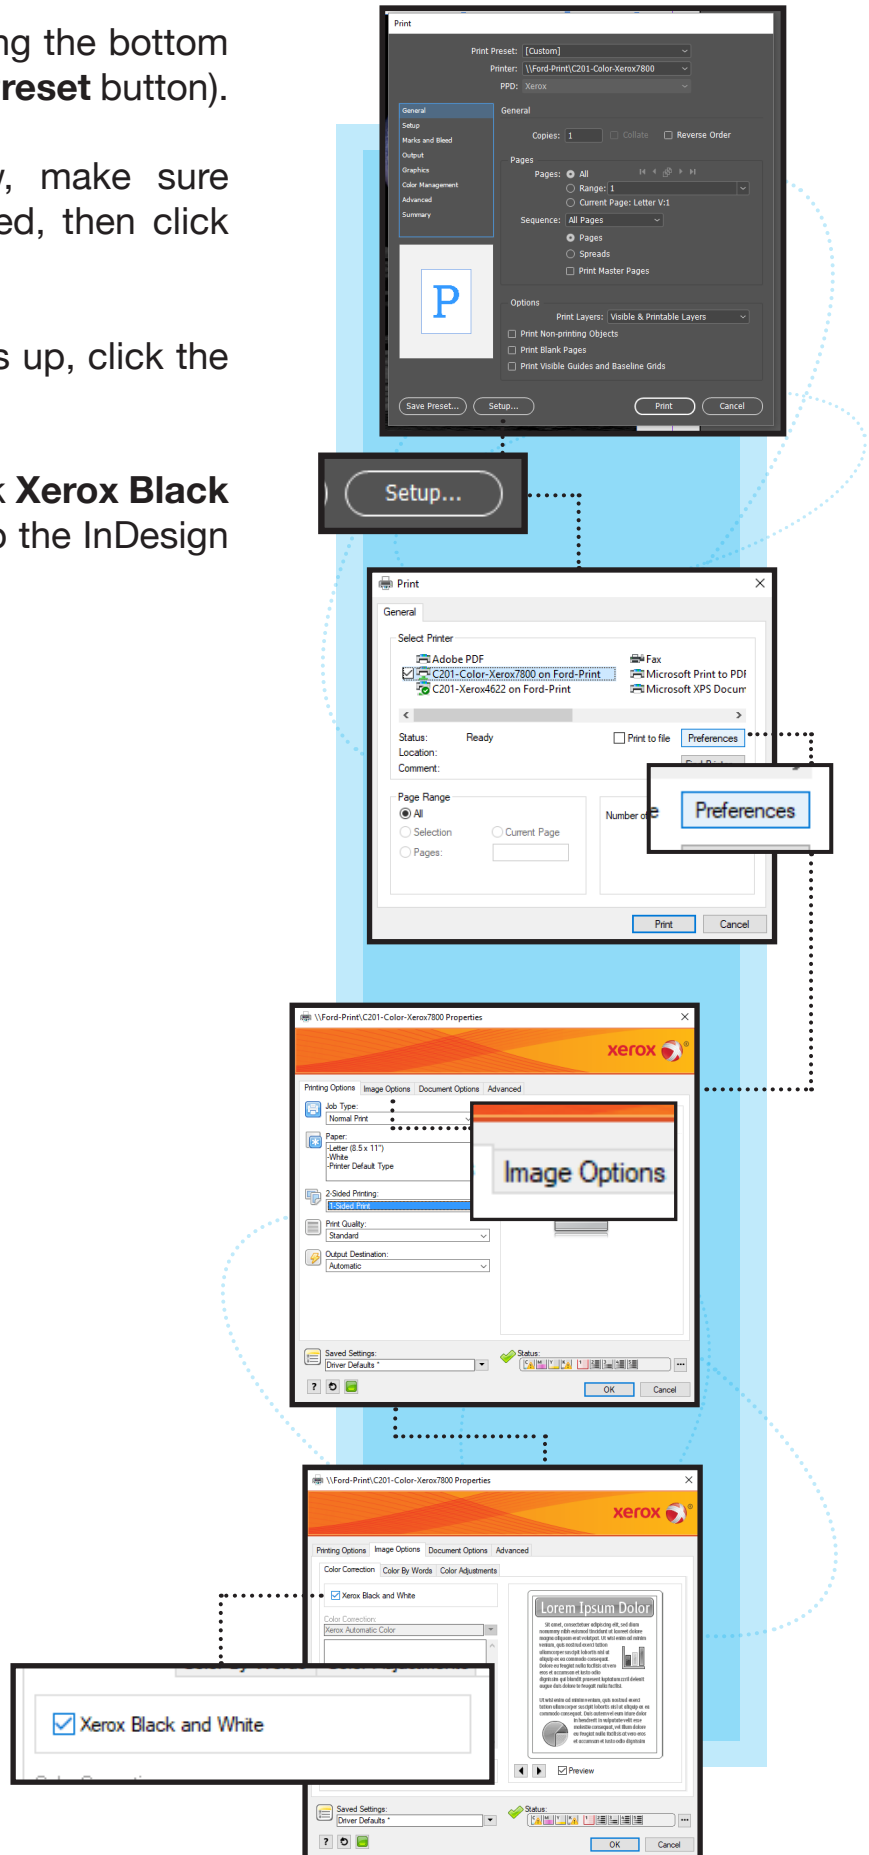 ng the bottom
reset button).
, make sure
ed, then click
s up, click the
k Xerox Black
o the InDesign
Print
Print Preset: [Custom]
Printer: \\Ford-Print\C201-Color-Xerox7800
PPD: Xerox
General
Setup
Marks and Bleed
Output
Graphics
Color Management
Advanced
Summary
General
Copies: 1 Collate Reverse Order
Pages
Pages: All
Range: 1
Current Page: Letter V:1
Sequence: All Pages
Pages
Spreads
Print Master Pages
P
Options
Print Layers: Visible & Printable Layers
Print Non-printing Objects
Print Blank Pages
Print Visible Guides and Baseline Grids
Save Preset... Setup... Print Cancel
Setup...
Print
General
Select Printer
Adobe PDF Fax
C201-Color-Xerox7800 on Ford-Print Microsoft Print to PDF
C201-Xerox4622 on Ford-Print Microsoft XPS Docum
Status: Ready Print to file Preferences
Location:
Comment:
Preferences
Page Range
All
Selection Current Page
Pages:
Number of
Print Cancel
\\Ford-Print\C201-Color-Xerox7800 Properties
xerox
Printing Options Image Options Document Options Advanced
Job Type:
Normal Print
Paper:
-Letter (8.5 x 11")
-White
-Printer Default Type
Image Options
2-Sided Printing:
1-Sided Print
Print Quality:
Standard
Output Destination:
Automatic
Saved Settings: Status:
Driver Defaults *
OK Cancel
\\Ford-Print\C201-Color-Xerox7800 Properties
xerox
Printing Options Image Options Document Options Advanced
Color Correction Color By Words Color Adjustments
Xerox Black and White
Color Correction:
Xerox Automatic Color
Lorem Ipsum Dolor
Xerox Black and White
Preview
Saved Settings: Status:
Driver Defaults *
OK Cancel